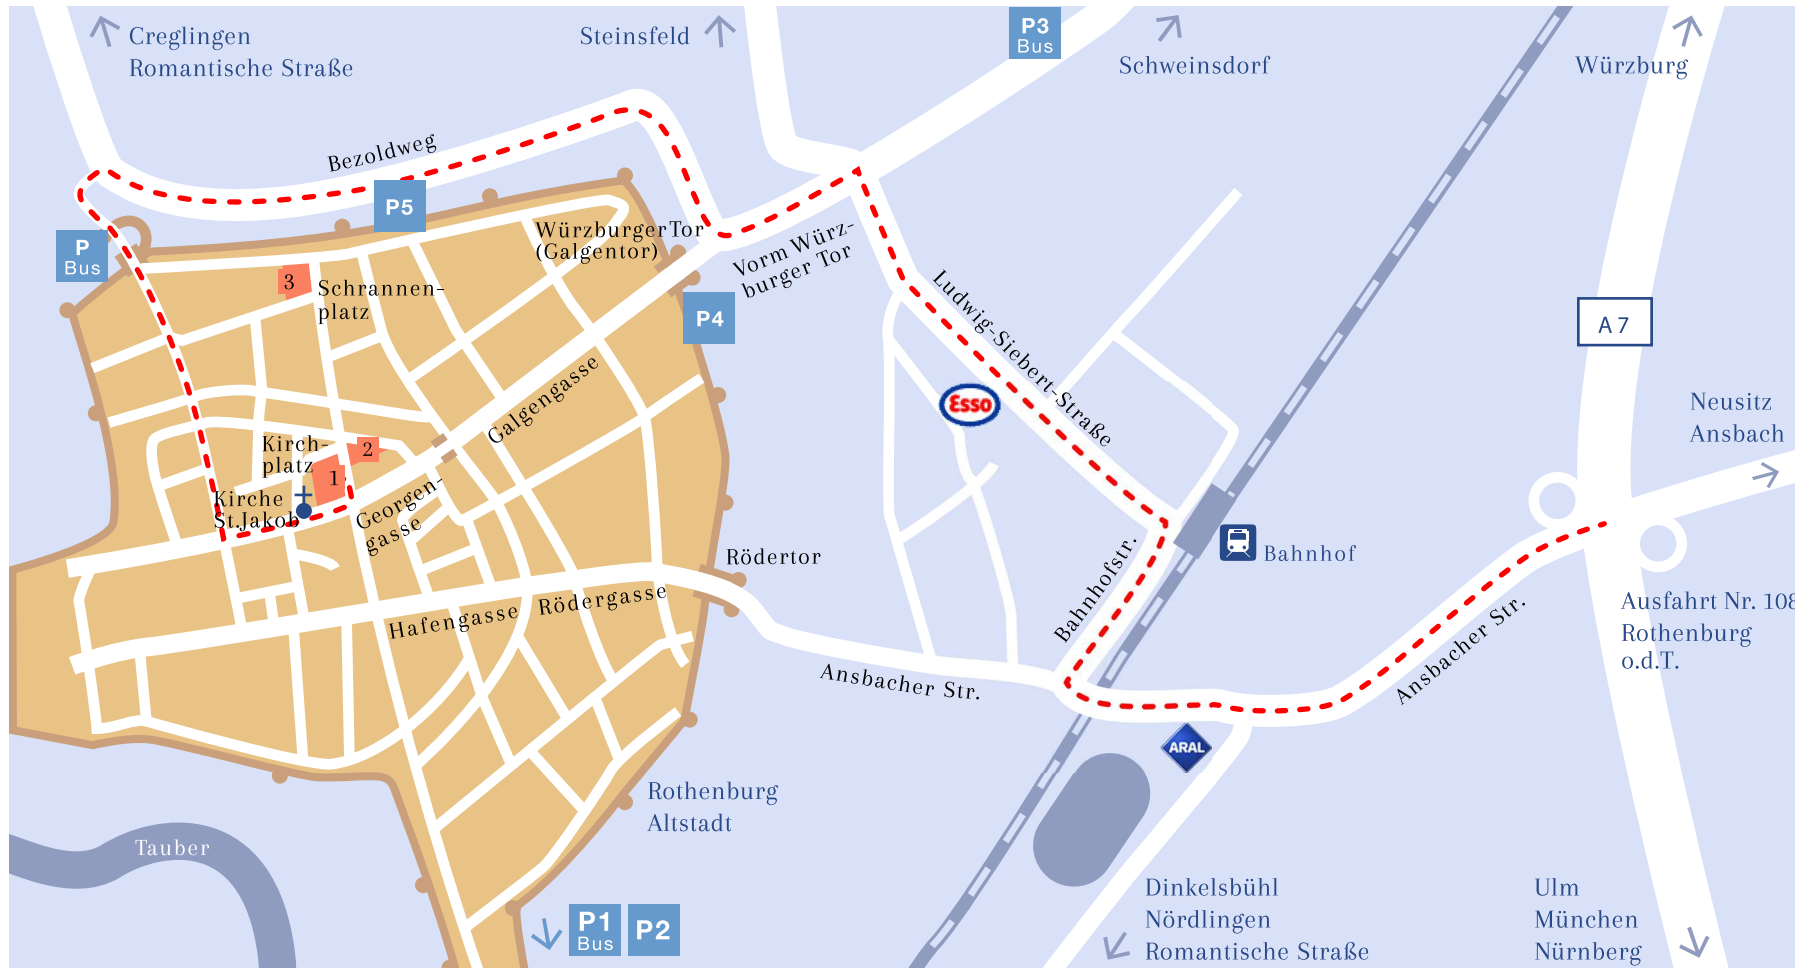 Creglingen
Romantische Straße
Steinsfeld
P3
Bus
Schweinsdorf
Würzburg
Bezoldweg
P5
P
Bus
Würzburger Tor
(Galgentor)
Vorm Würz-
burger Tor
3
Schrannen-
platz
P4
Ludwig-Siebert-Straße
A 7
Galgengasse
Esso
Neusitz
Ansbach
Kirch-
platz
2
1
Kirche
St.Jakob
Georgen-
gasse
Rödertor
Bahnhofstr.
Bahnhof
Hafengasse
Rödergasse
Ansbacher Str.
Ansbacher Str.
Ausfahrt Nr. 108
Rothenburg
o.d.T.
ARAL
Rothenburg
Altstadt
Tauber
P1
Bus
P2
Dinkelsbühl
Nördlingen
Romantische Straße
Ulm
München
Nürnberg